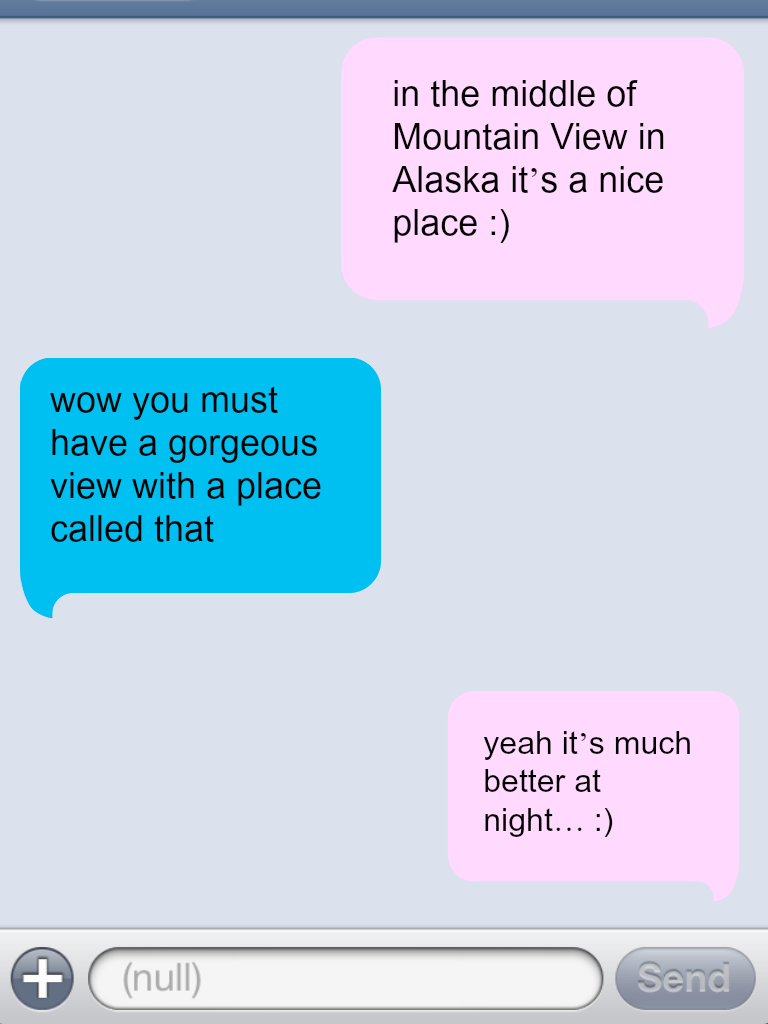 in the middle of
Mountain View in
Alaska it’s a nice
place :)
wow you must
have a gorgeous
view with a place
called that
yeah it’s much
better at
night… :)
(null)
Send